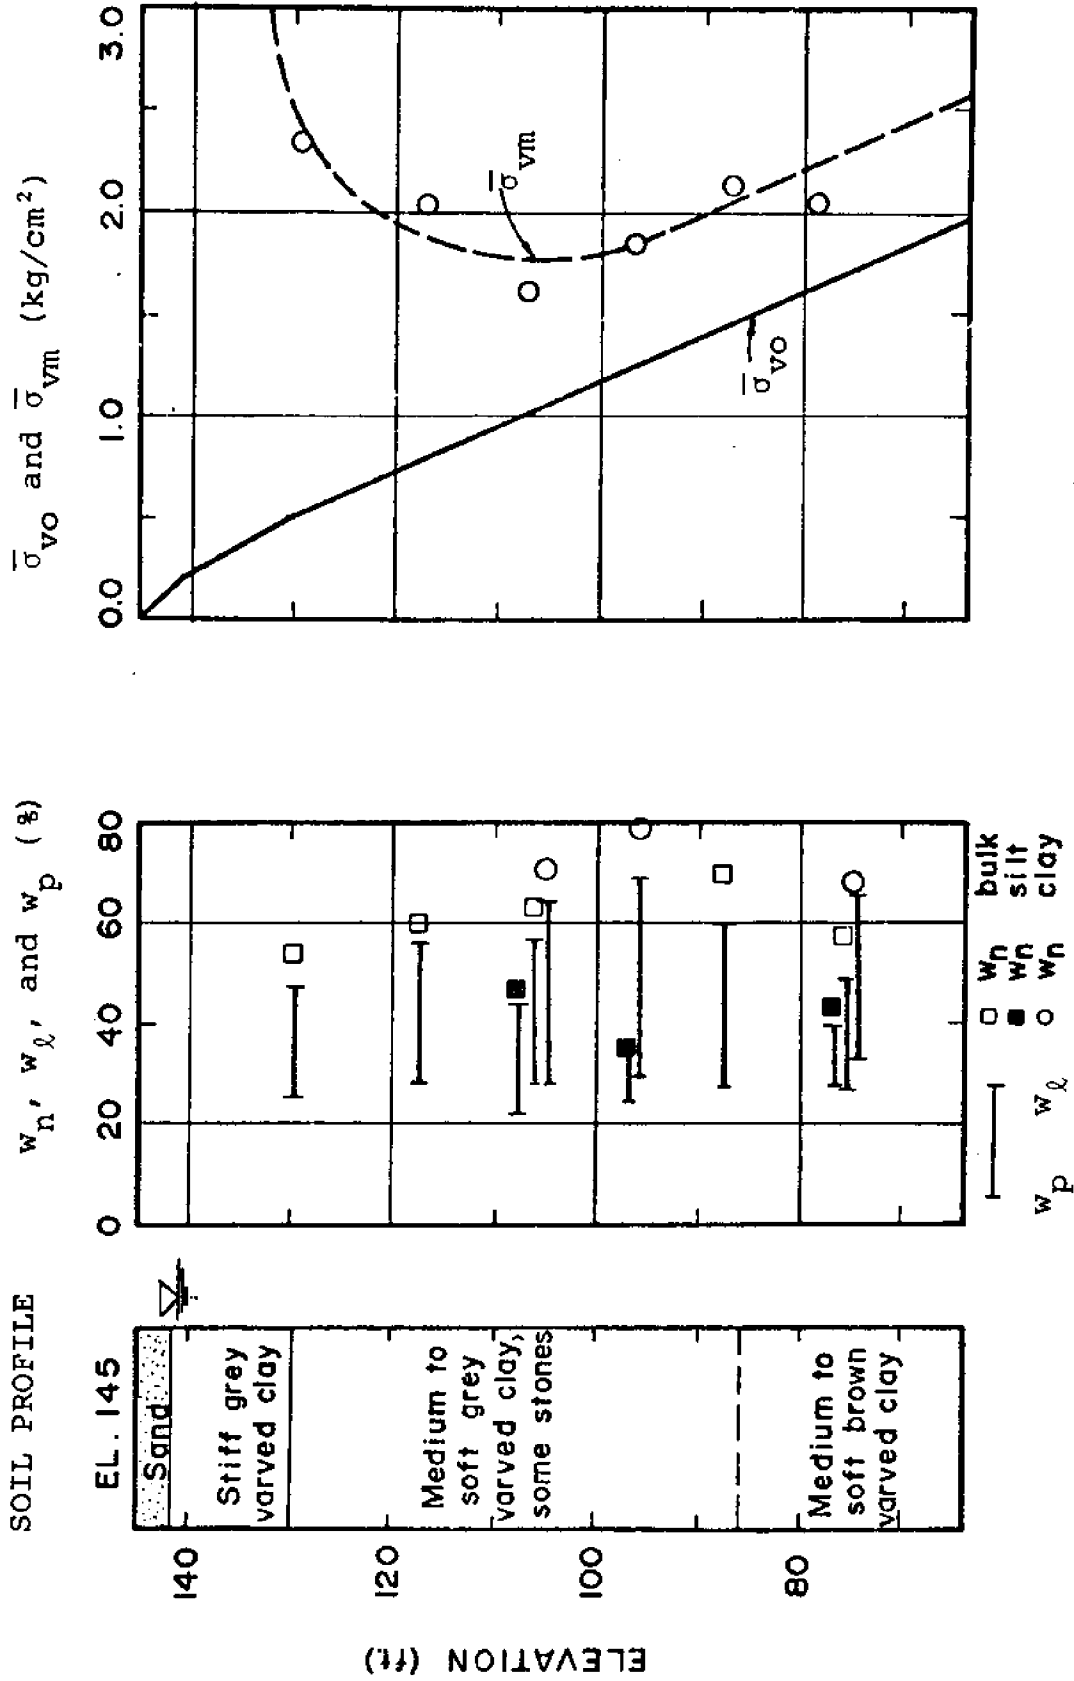 SOIL PROFILE
EL. 145
Sand
Stiff grey
varved clay
Medium to
soft grey
varved clay,
some stones
Medium to
soft brown
varved clay
ELEVATION (ft)
140
120
100
80
wn, wℓ, and wp (%)
0
20
40
60
80
wp wℓ
□ wn bulk
■ wn silt
○ wn clay
σ̅vo and σ̅vm (kg/cm²)
0.0
1.0
2.0
3.0
σ̅vm
σ̅vo